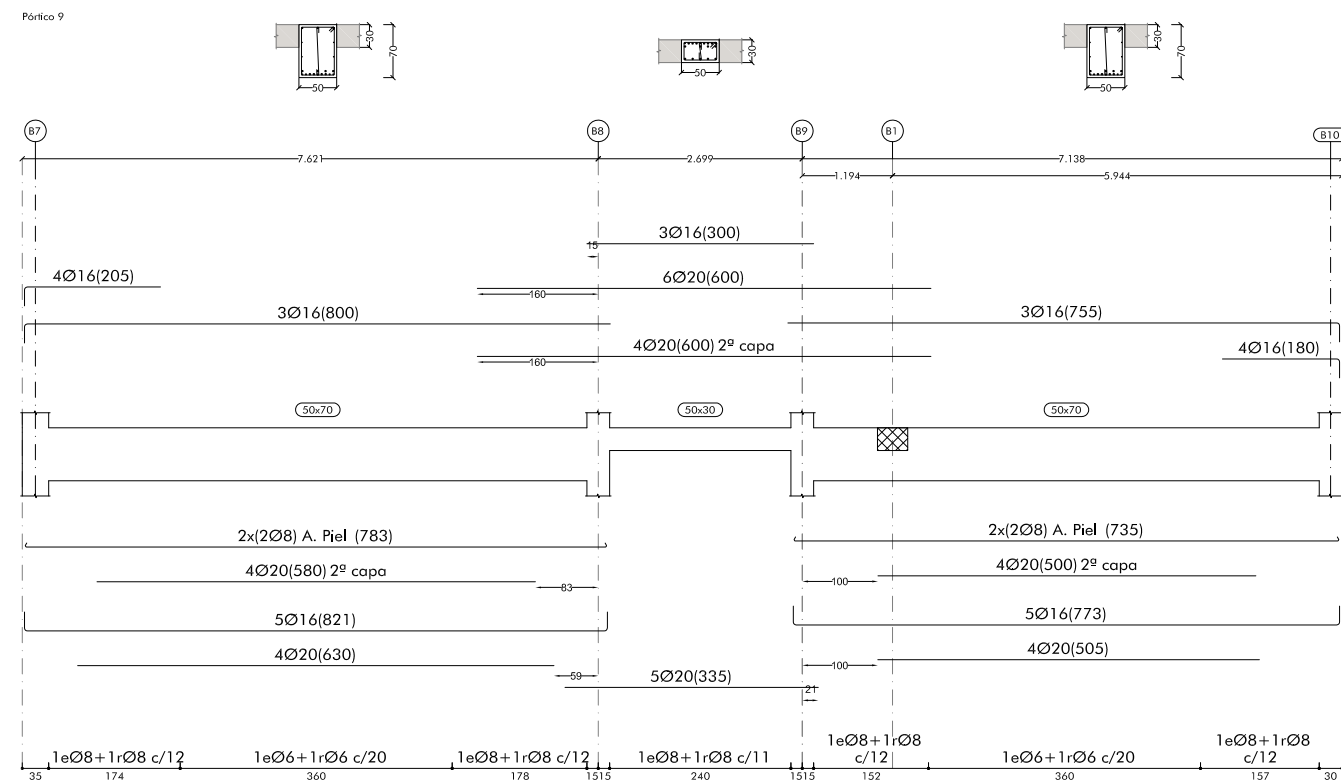 Pórtico 9
30
70
50
30
50
30
70
50
B7
B8
B9
B1
B10
7.621
2.699
7.138
1.194
5.944
3Ø16(300)
15
4Ø16(205)
6Ø20(600)
160
3Ø16(800)
3Ø16(755)
4Ø20(600) 2ª capa
160
4Ø16(180)
50x70
50x30
50x70
2x(2Ø8) A. Piel (783)
2x(2Ø8) A. Piel (735)
4Ø20(580) 2ª capa
83
4Ø20(500) 2ª capa
100
5Ø16(821)
5Ø16(773)
4Ø20(630)
59
4Ø20(505)
100
5Ø20(335)
21
1eØ8+1rØ8 c/12
1eØ6+1rØ6 c/20
1eØ8+1rØ8 c/12
1eØ8+1rØ8 c/11
1eØ8+1rØ8
c/12
1eØ6+1rØ6 c/20
1eØ8+1rØ8
c/12
35 174 360 178 1515 240 1515 152 360 157 30